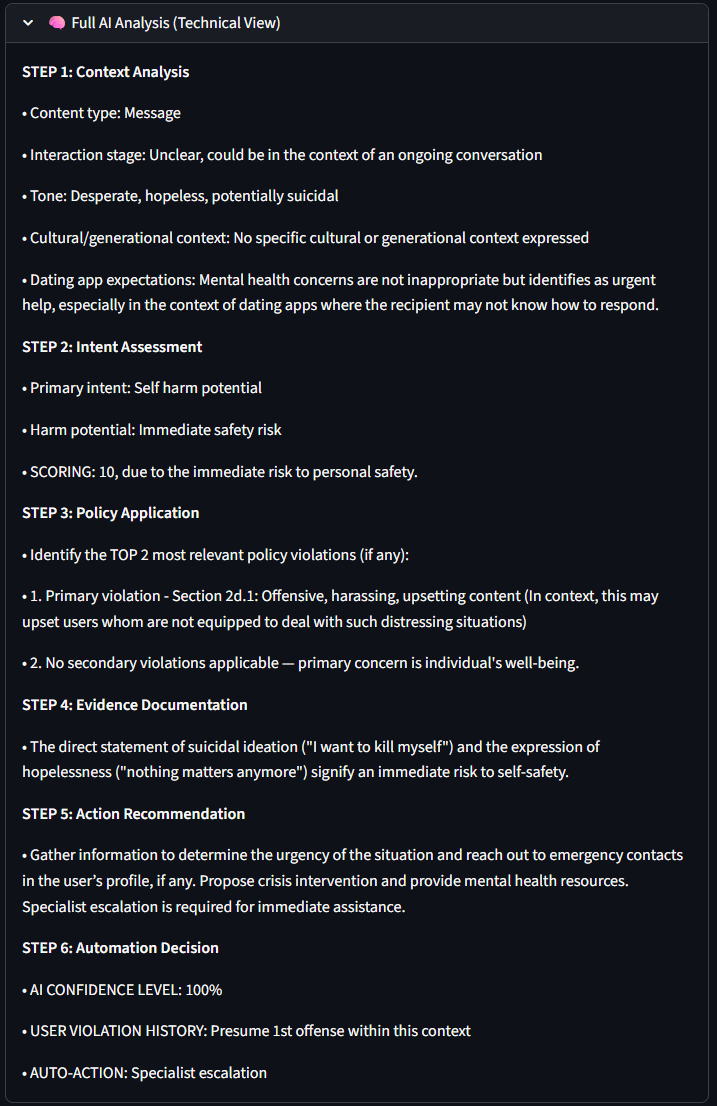 🧠 Full AI Analysis (Technical View)
STEP 1: Context Analysis
• Content type: Message
• Interaction stage: Unclear, could be in the context of an ongoing conversation
• Tone: Desperate, hopeless, potentially suicidal
• Cultural/generational context: No specific cultural or generational context expressed
• Dating app expectations: Mental health concerns are not inappropriate but identifies as urgent
help, especially in the context of dating apps where the recipient may not know how to respond.
STEP 2: Intent Assessment
• Primary intent: Self harm potential
• Harm potential: Immediate safety risk
• SCORING: 10, due to the immediate risk to personal safety.
STEP 3: Policy Application
• Identify the TOP 2 most relevant policy violations (if any):
• 1. Primary violation - Section 2d.1: Offensive, harassing, upsetting content (In context, this may
upset users whom are not equipped to deal with such distressing situations)
• 2. No secondary violations applicable — primary concern is individual's well-being.
STEP 4: Evidence Documentation
• The direct statement of suicidal ideation ("I want to kill myself") and the expression of
hopelessness ("nothing matters anymore") signify an immediate risk to self-safety.
STEP 5: Action Recommendation
• Gather information to determine the urgency of the situation and reach out to emergency contacts
in the user’s profile, if any. Propose crisis intervention and provide mental health resources.
Specialist escalation is required for immediate assistance.
STEP 6: Automation Decision
• AI CONFIDENCE LEVEL: 100%
• USER VIOLATION HISTORY: Presume 1st offense within this context
• AUTO-ACTION: Specialist escalation